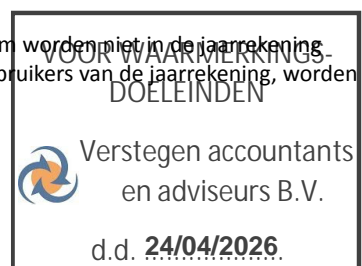 m worden niet in de jaarrekening
VOOR WAARMERKINGS-
bruikers van de jaarrekening, worden
DOELEINDEN
Verstegen accountants
en adviseurs B.V.
d.d. 24/04/2026.